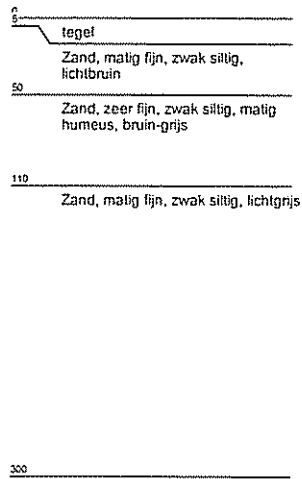 0
5
tegel
Zand, matig fijn, zwak siltig,
lichtbruin
50
Zand, zeer fijn, zwak siltig, matig
humeus, bruin-grijs
110
Zand, matig fijn, zwak siltig, lichtgrijs
300